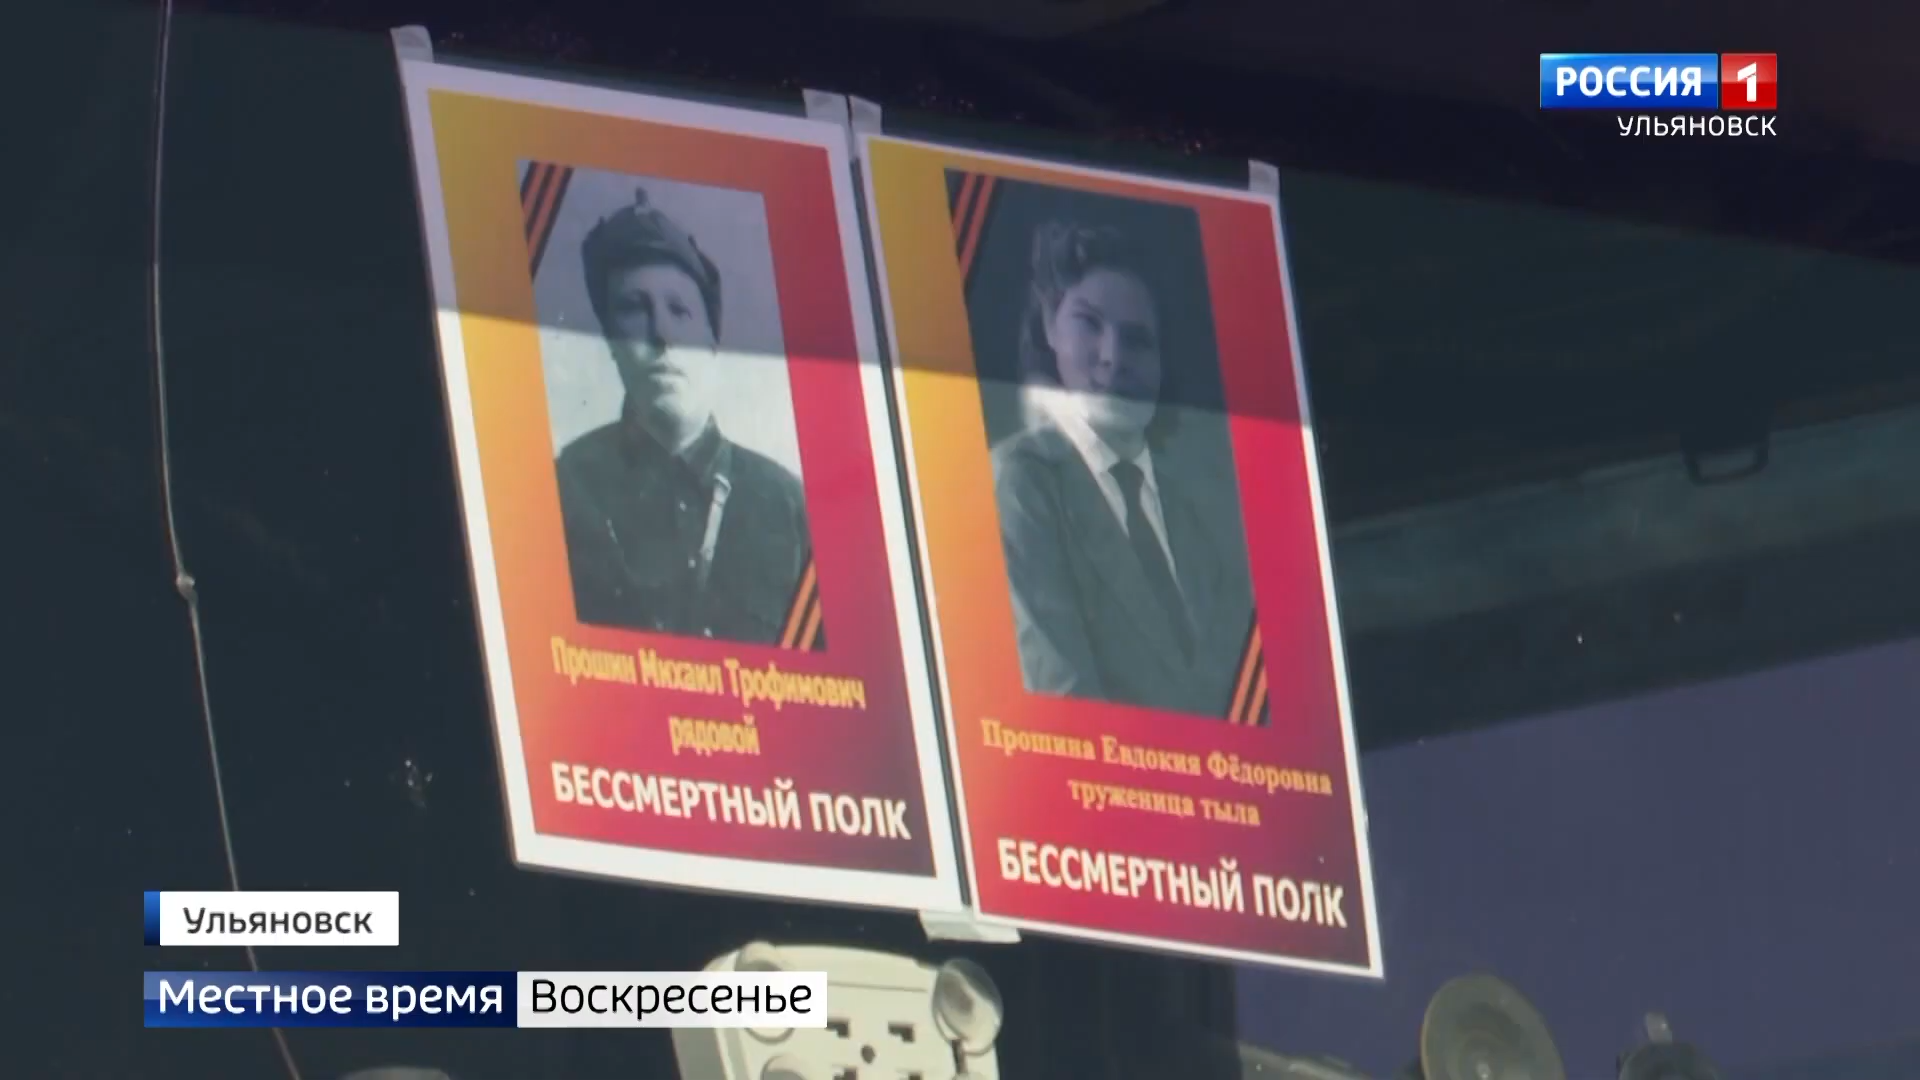 РОССИЯ 1
УЛЬЯНОВСК
Прошин Михаил Трофимович
рядовой
БЕССМЕРТНЫЙ ПОЛК
Прошина Евдокия Фёдоровна
труженица тыла
БЕССМЕРТНЫЙ ПОЛК
Ульяновск
Местное время Воскресенье